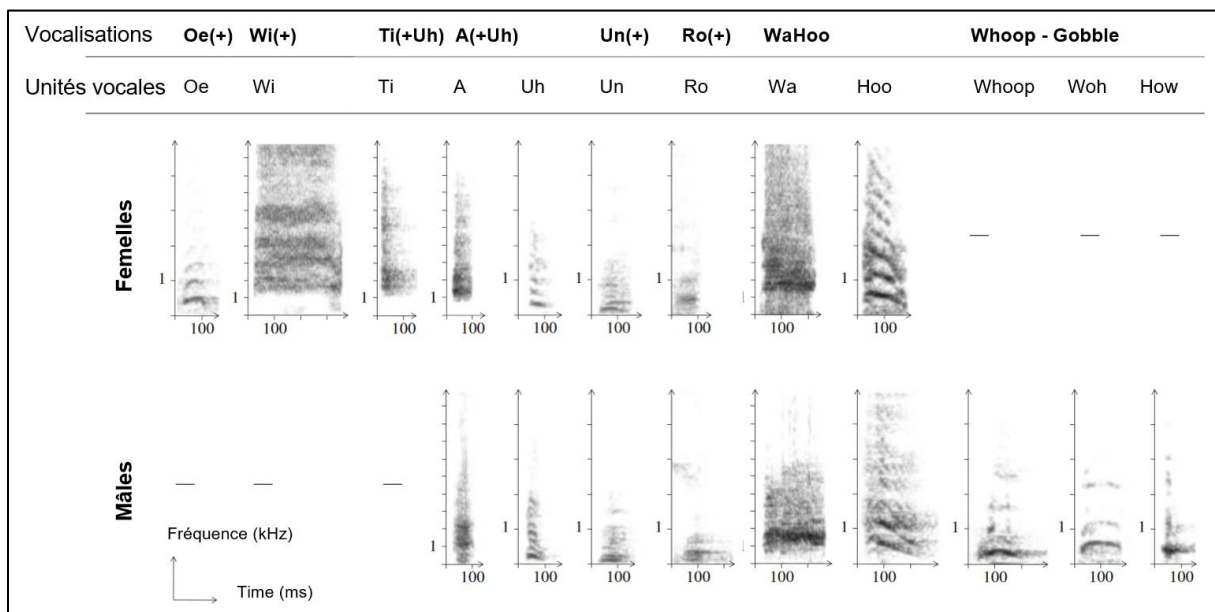 Vocalisations Oe(+) Wi(+) Ti(+Uh) A(+Uh) Un(+) Ro(+) WaHoo Whoop - Gobble
Unités vocales Oe Wi Ti A Uh Un Ro Wa Hoo Whoop Woh How
Femelles
1 1 1 1 1 1 1 1 1
100 100 100 100 100 100 100 100 100
Mâles
1 1 1 1 1 1 1 1 1
100 100 100 100 100 100 100 100 100
Fréquence (kHz)
Time (ms)